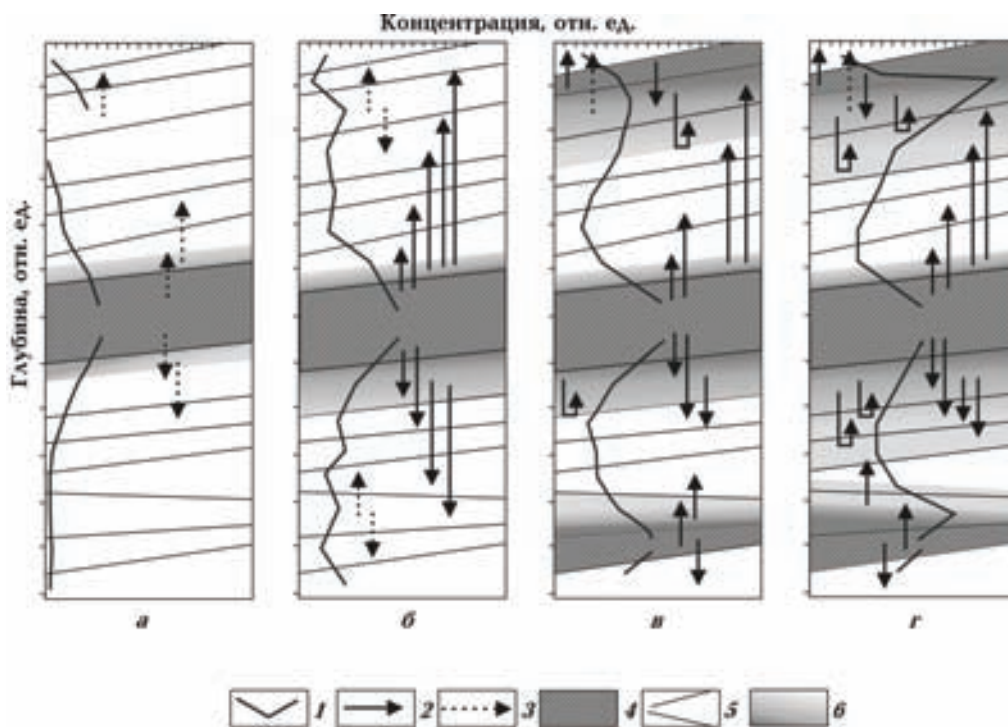 Концентрация, отн. ед.
Глубина, отн. ед.
а б в г
1 2 3 4 5 6